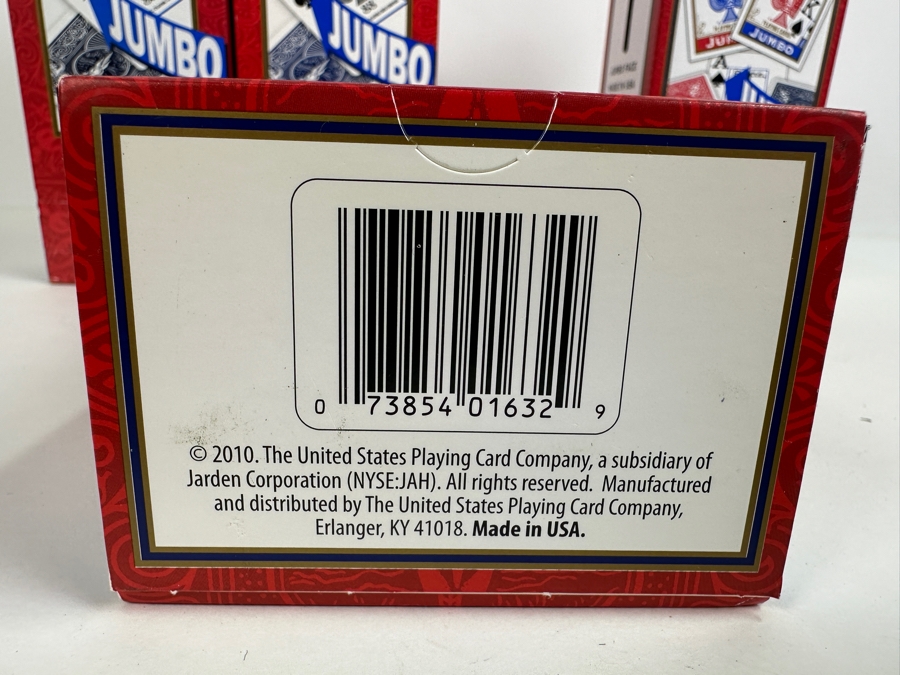 JUMBO
JUMBO
JUMBO
0 73854 01632 9
© 2010. The United States Playing Card Company, a subsidiary of
Jarden Corporation (NYSE:JAH). All rights reserved. Manufactured
and distributed by The United States Playing Card Company,
Erlanger, KY 41018. Made in USA.